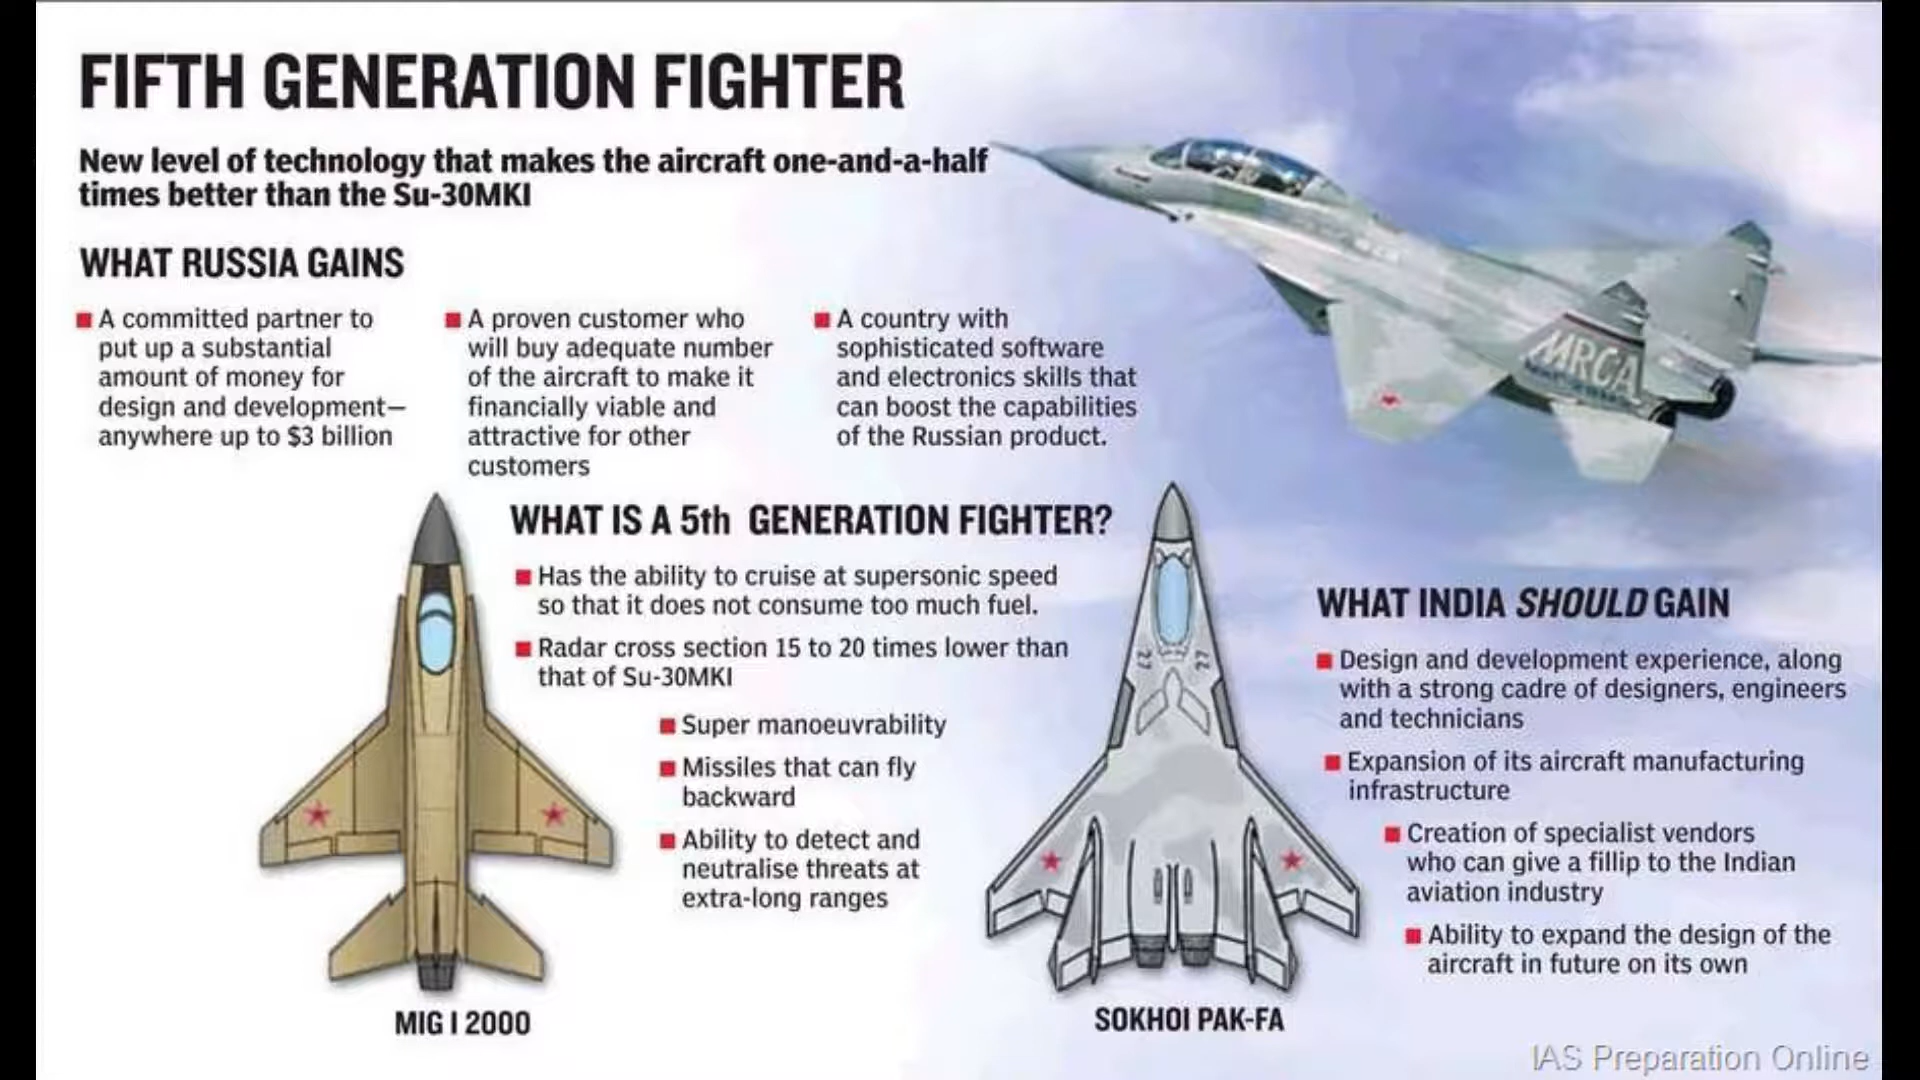 FIFTH GENERATION FIGHTER
New level of technology that makes the aircraft one-and-a-half
times better than the Su-30MKI
WHAT RUSSIA GAINS
A committed partner to
put up a substantial
amount of money for
design and development—
anywhere up to $3 billion
A proven customer who
will buy adequate number
of the aircraft to make it
financially viable and
attractive for other
customers
A country with
sophisticated software
and electronics skills that
can boost the capabilities
of the Russian product.
MRCA
WHAT IS A 5th GENERATION FIGHTER?
Has the ability to cruise at supersonic speed
so that it does not consume too much fuel.
Radar cross section 15 to 20 times lower than
that of Su-30MKI
Super manoeuvrability
Missiles that can fly
backward
Ability to detect and
neutralise threats at
extra-long ranges
MIG I 2000
27
27
SOKHOI PAK-FA
WHAT INDIA SHOULD GAIN
Design and development experience, along
with a strong cadre of designers, engineers
and technicians
Expansion of its aircraft manufacturing
infrastructure
Creation of specialist vendors
who can give a fillip to the Indian
aviation industry
Ability to expand the design of the
aircraft in future on its own
IAS Preparation Online